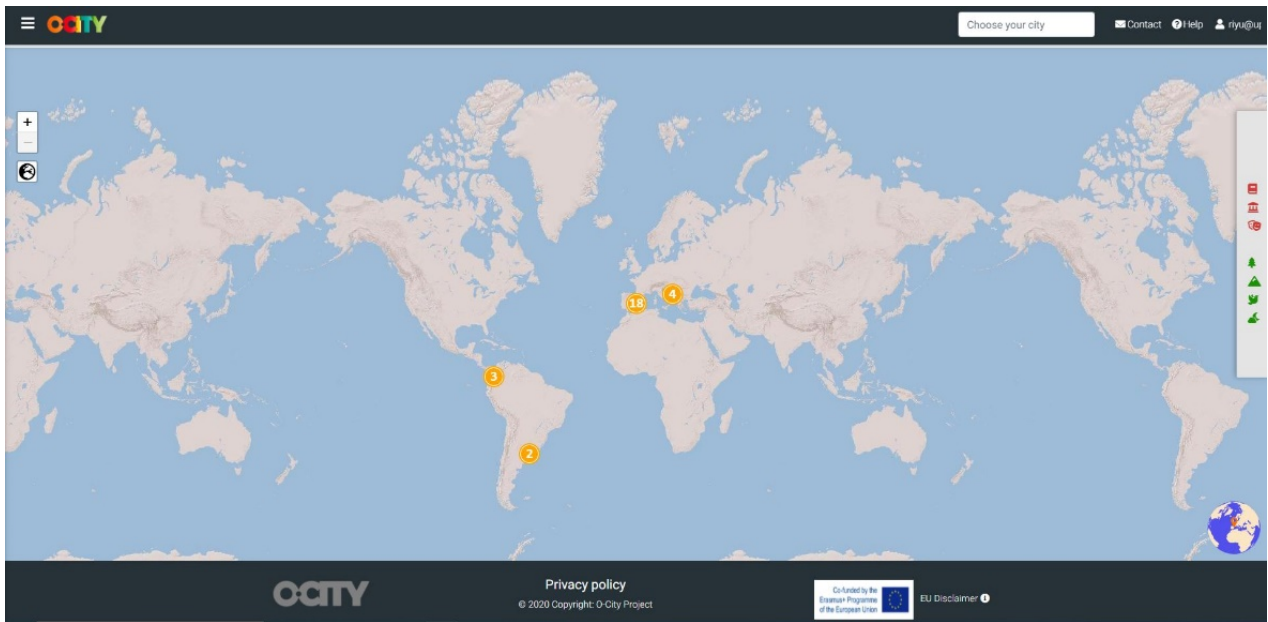 O-CITY
Choose your city
Contact
Help
riyu@up
+
−
18
4
3
2
O-CITY
Privacy policy
© 2020 Copyright: O-City Project
Co-funded by the
Erasmus+ Programme
of the European Union
EU Disclaimer